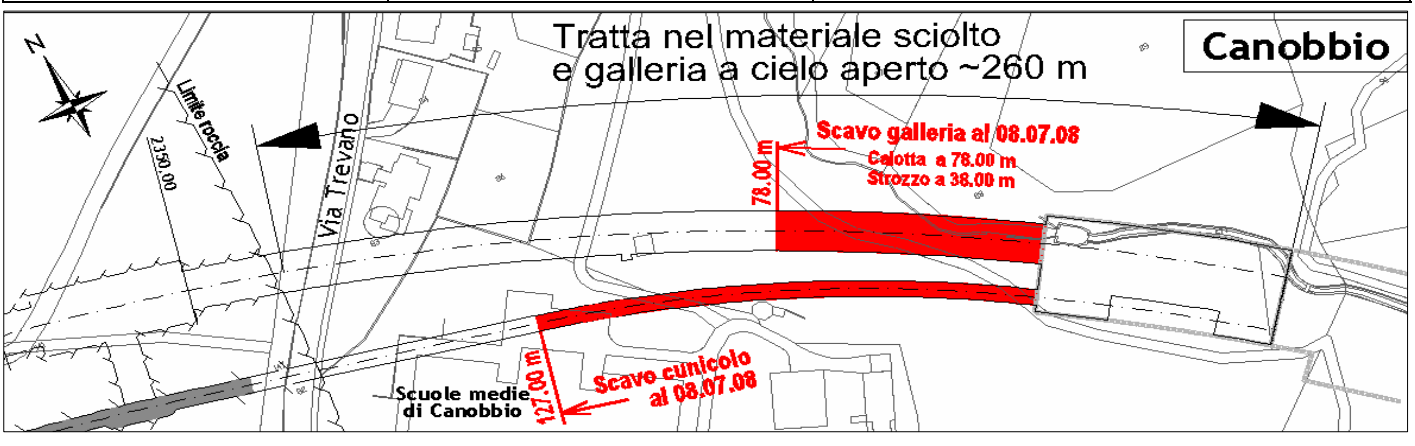 N
Tratta nel materiale sciolto
e galleria a cielo aperto ~260 m
Canobbio
Limite roccia
2350.00
Via Trevano
78.00 m
Scavo galleria al 08.07.08
Calotta a 78.00 m
Strozzo a 38.00 m
127.00 m
Scavo cunicolo
al 08.07.08
Scuole medie
di Canobbio